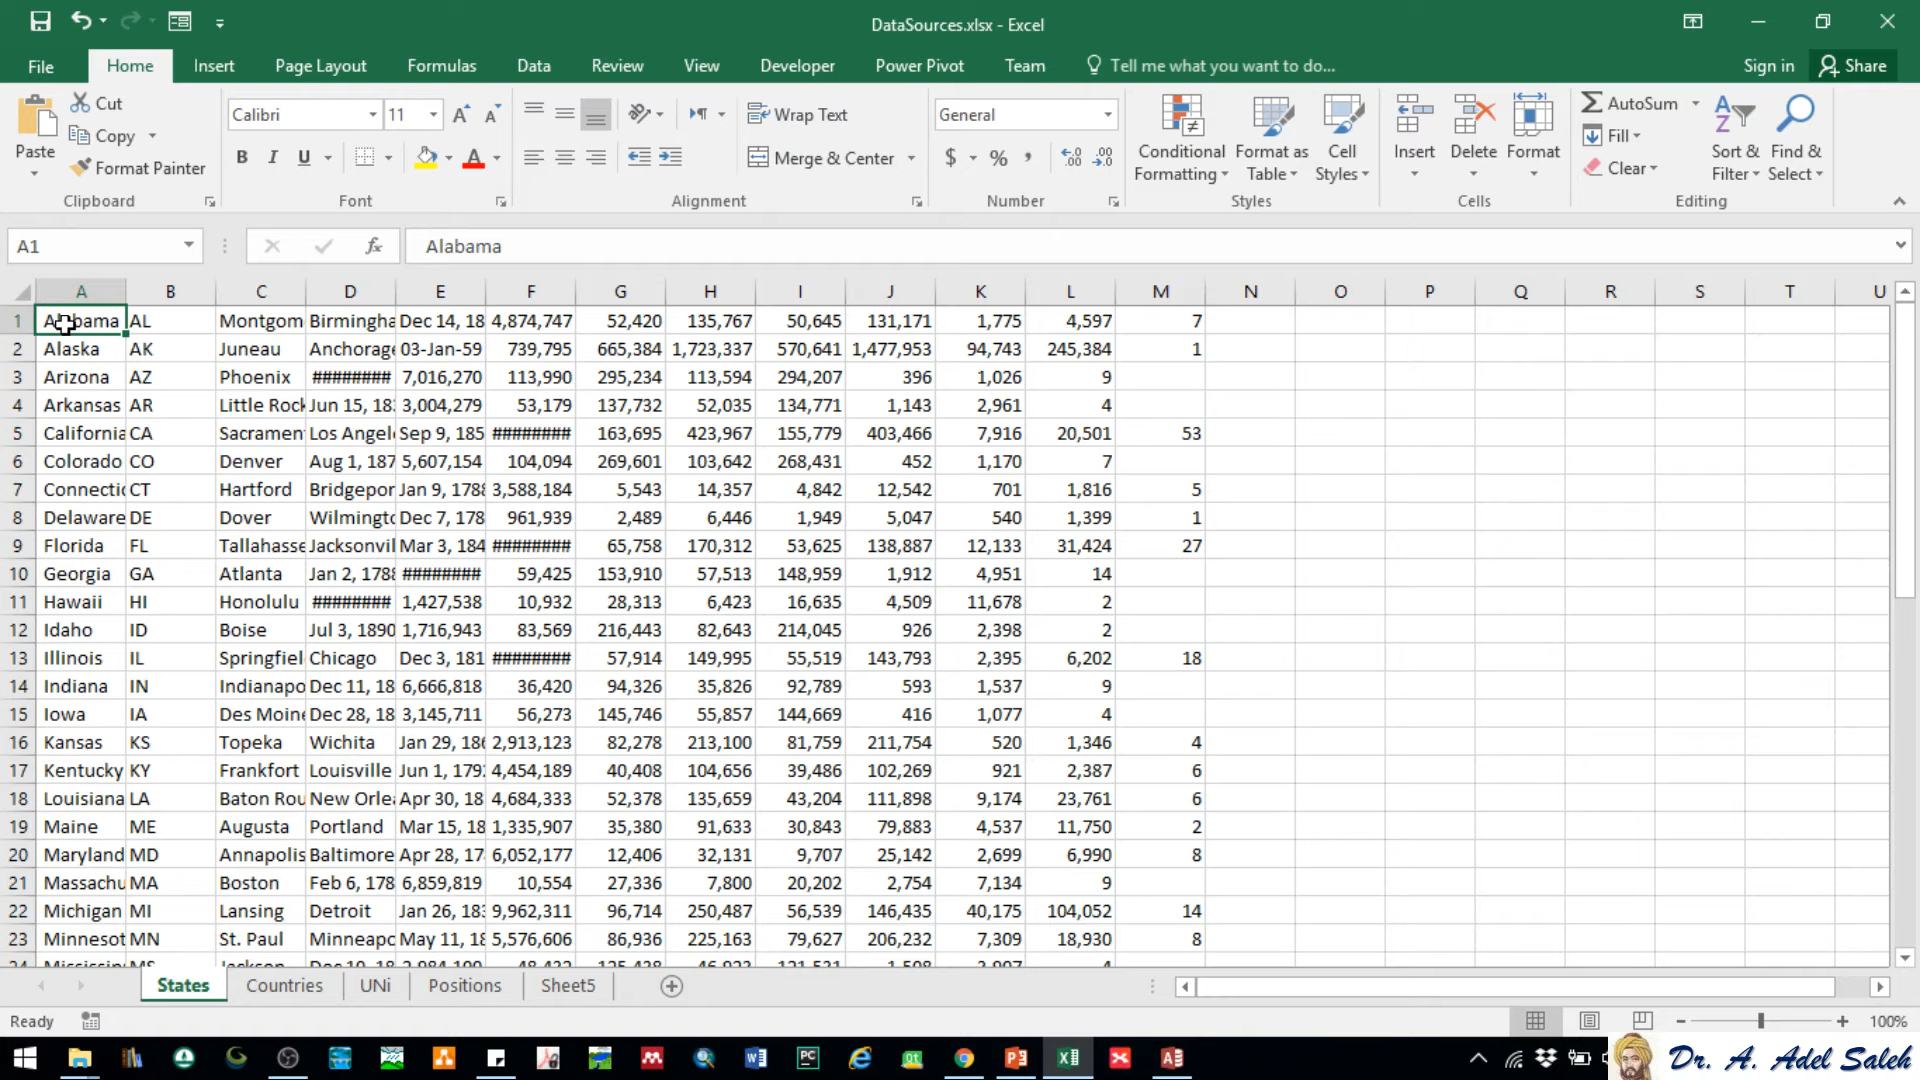 DataSources.xlsx - Excel
File Home Insert Page Layout Formulas Data Review View Developer Power Pivot Team Tell me what you want to do... Sign in Share
Paste
Cut
Copy
Format Painter
Clipboard
Calibri 11
B I U A
Font
Wrap Text
Merge & Center
Alignment
General
$ % ,
Number
Conditional Formatting
Format as Table
Cell Styles
Styles
Insert Delete Format
Cells
AutoSum
Fill
Clear
Sort & Filter
Find & Select
Editing
A1 fx Alabama
A B C D E F G H I J K L M N O P Q R S T U
1 Alabama AL Montgom Birmingha Dec 14, 18 4,874,747 52,420 135,767 50,645 131,171 1,775 4,597 7
2 Alaska AK Juneau Anchorage 03-Jan-59 739,795 665,384 1,723,337 570,641 1,477,953 94,743 245,384 1
3 Arizona AZ Phoenix ######## 7,016,270 113,990 295,234 113,594 294,207 396 1,026 9
4 Arkansas AR Little Rock Jun 15, 183 3,004,279 53,179 137,732 52,035 134,771 1,143 2,961 4
5 California CA Sacramen Los Angel Sep 9, 185 ######## 163,695 423,967 155,779 403,466 7,916 20,501 53
6 Colorado CO Denver Aug 1, 187 5,607,154 104,094 269,601 103,642 268,431 452 1,170 7
7 Connectic CT Hartford Bridgepor Jan 9, 1788 3,588,184 5,543 14,357 4,842 12,542 701 1,816 5
8 Delaware DE Dover Wilmingto Dec 7, 178 961,939 2,489 6,446 1,949 5,047 540 1,399 1
9 Florida FL Tallahasse Jacksonvil Mar 3, 184 ######## 65,758 170,312 53,625 138,887 12,133 31,424 27
10 Georgia GA Atlanta Jan 2, 1788 ######## 59,425 153,910 57,513 148,959 1,912 4,951 14
11 Hawaii HI Honolulu ######## 1,427,538 10,932 28,313 6,423 16,635 4,509 11,678 2
12 Idaho ID Boise Jul 3, 1890 1,716,943 83,569 216,443 82,643 214,045 926 2,398 2
13 Illinois IL Springfiel Chicago Dec 3, 181 ######## 57,914 149,995 55,519 143,793 2,395 6,202 18
14 Indiana IN Indianapo Dec 11, 18 6,666,818 36,420 94,326 35,826 92,789 593 1,537 9
15 Iowa IA Des Moine Dec 28, 18 3,145,711 56,273 145,746 55,857 144,669 416 1,077 4
16 Kansas KS Topeka Wichita Jan 29, 186 2,913,123 82,278 213,100 81,759 211,754 520 1,346 4
17 Kentucky KY Frankfort Louisville Jun 1, 1792 4,454,189 40,408 104,656 39,486 102,269 921 2,387 6
18 Louisiana LA Baton Rou New Orlea Apr 30, 18 4,684,333 52,378 135,659 43,204 111,898 9,174 23,761 6
19 Maine ME Augusta Portland Mar 15, 18 1,335,907 35,380 91,633 30,843 79,883 4,537 11,750 2
20 Maryland MD Annapolis Baltimore Apr 28, 17 6,052,177 12,406 32,131 9,707 25,142 2,699 6,990 8
21 Massachu MA Boston Feb 6, 178 6,859,819 10,554 27,336 7,800 20,202 2,754 7,134 9
22 Michigan MI Lansing Detroit Jan 26, 183 9,962,311 96,714 250,487 56,539 146,435 40,175 104,052 14
23 Minnesot MN St. Paul Minneapo May 11, 18 5,576,606 86,936 225,163 79,627 206,232 7,309 18,930 8
States Countries UNi Positions Sheet5
Ready 100%
Dr. A. Adel Saleh